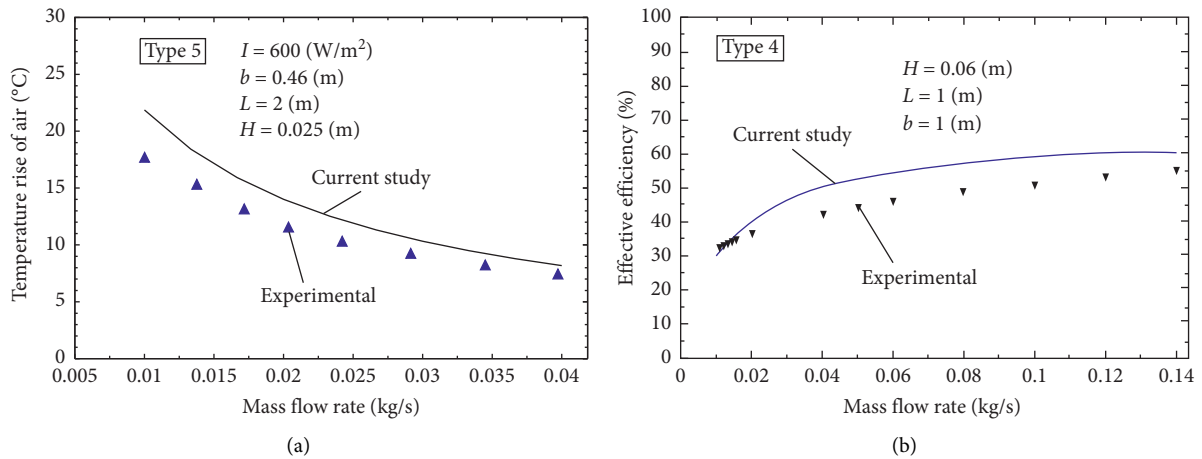 30
25
20
15
10
5
0
Temperature rise of air (°C)
Type 5
I = 600 (W/m²)
b = 0.46 (m)
L = 2 (m)
H = 0.025 (m)
Current study
Experimental
0.005 0.01 0.015 0.02 0.025 0.03 0.035 0.04
Mass flow rate (kg/s)
(a)
100
90
80
70
60
50
40
30
20
10
0
Effective efficiency (%)
Type 4
H = 0.06 (m)
L = 1 (m)
b = 1 (m)
Current study
Experimental
0 0.02 0.04 0.06 0.08 0.1 0.12 0.14
Mass flow rate (kg/s)
(b)